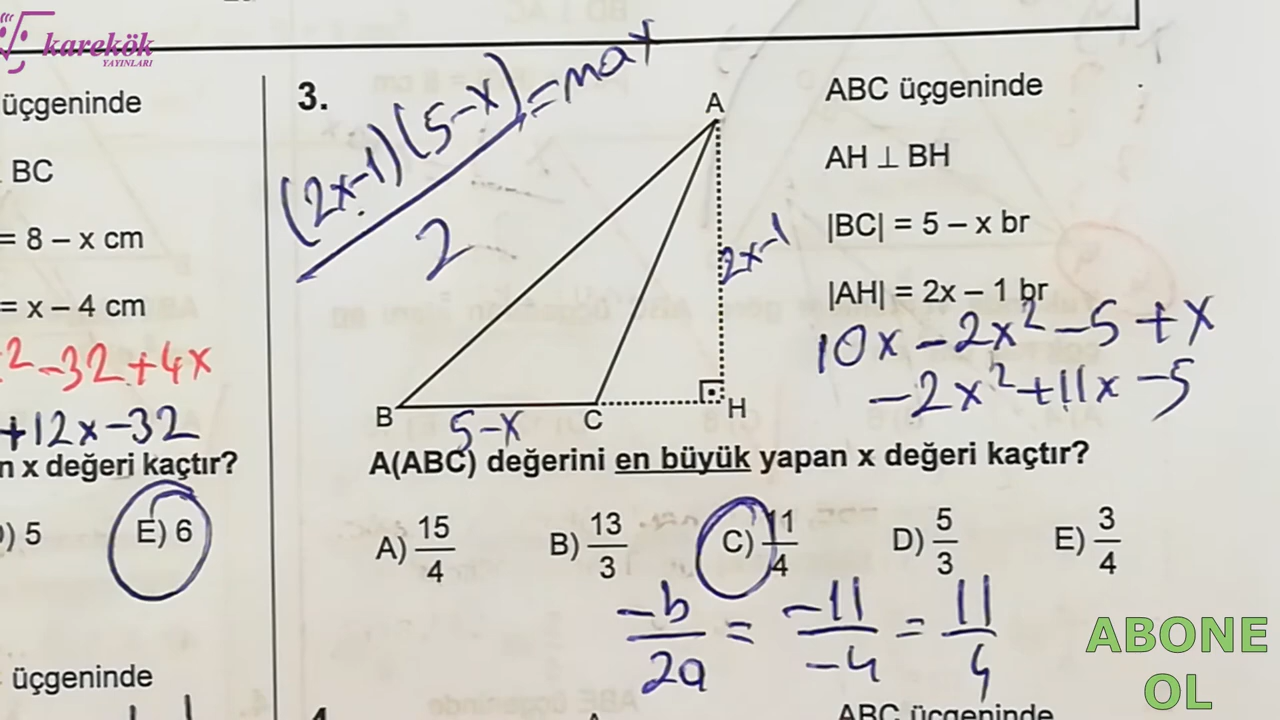 karekök
YAYINLARI
üçgeninde
BC
= 8 – x cm
= x – 4 cm
2 -32+4x
+12x-32
n x değeri kaçtır?
) 5
E) 6
üçgeninde
3.
(2x-1)(5-x)
2
= max
A
2x-1
B
5-x
C
H
ABC üçgeninde
AH ⊥ BH
|BC| = 5 – x br
|AH| = 2x – 1 br
10x -2x² -5 +x
-2x² +11x -5
A(ABC) değerini en büyük yapan x değeri kaçtır?
A) 15/4 B) 13/3 C) 11/4 D) 5/3 E) 3/4
-b/2a = -11/-4 = 11/4
ABONE
OL
4.
A
ABC üçgeninde